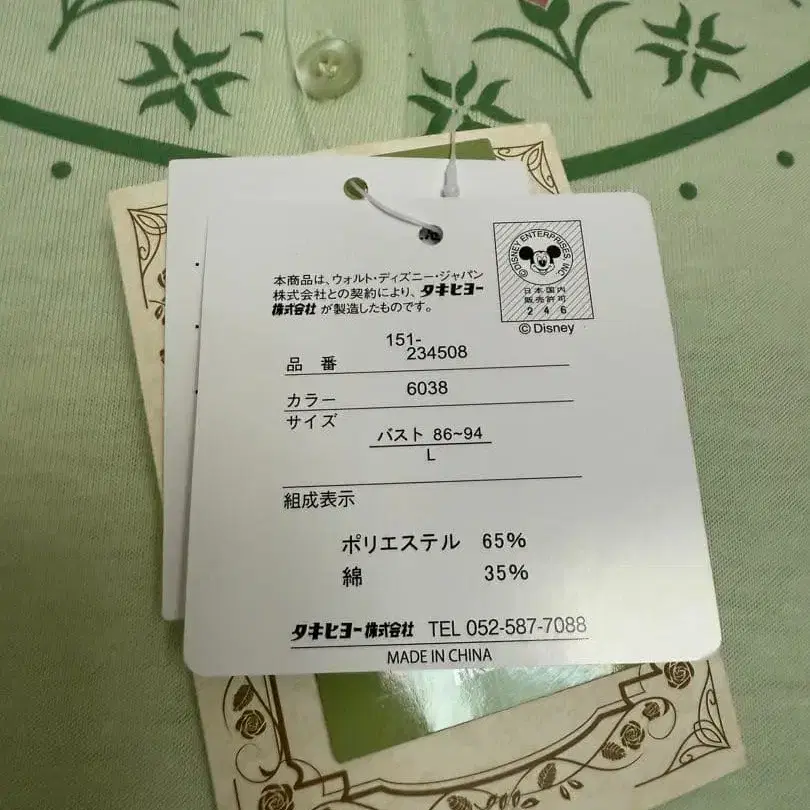 本商品は、ウォルト・ディズニー・ジャパン
株式会社との契約により、タキヒヨー
株式会社が製造したものです。
©DISNEY ENTERPRISES, INC.
日本国内
販売許可
246
©Disney
151-
品番 234508
カラー 6038
サイズ
バスト 86~94
L
組成表示
ポリエステル 65%
綿 35%
タキヒヨー株式会社 TEL 052-587-7088
MADE IN CHINA